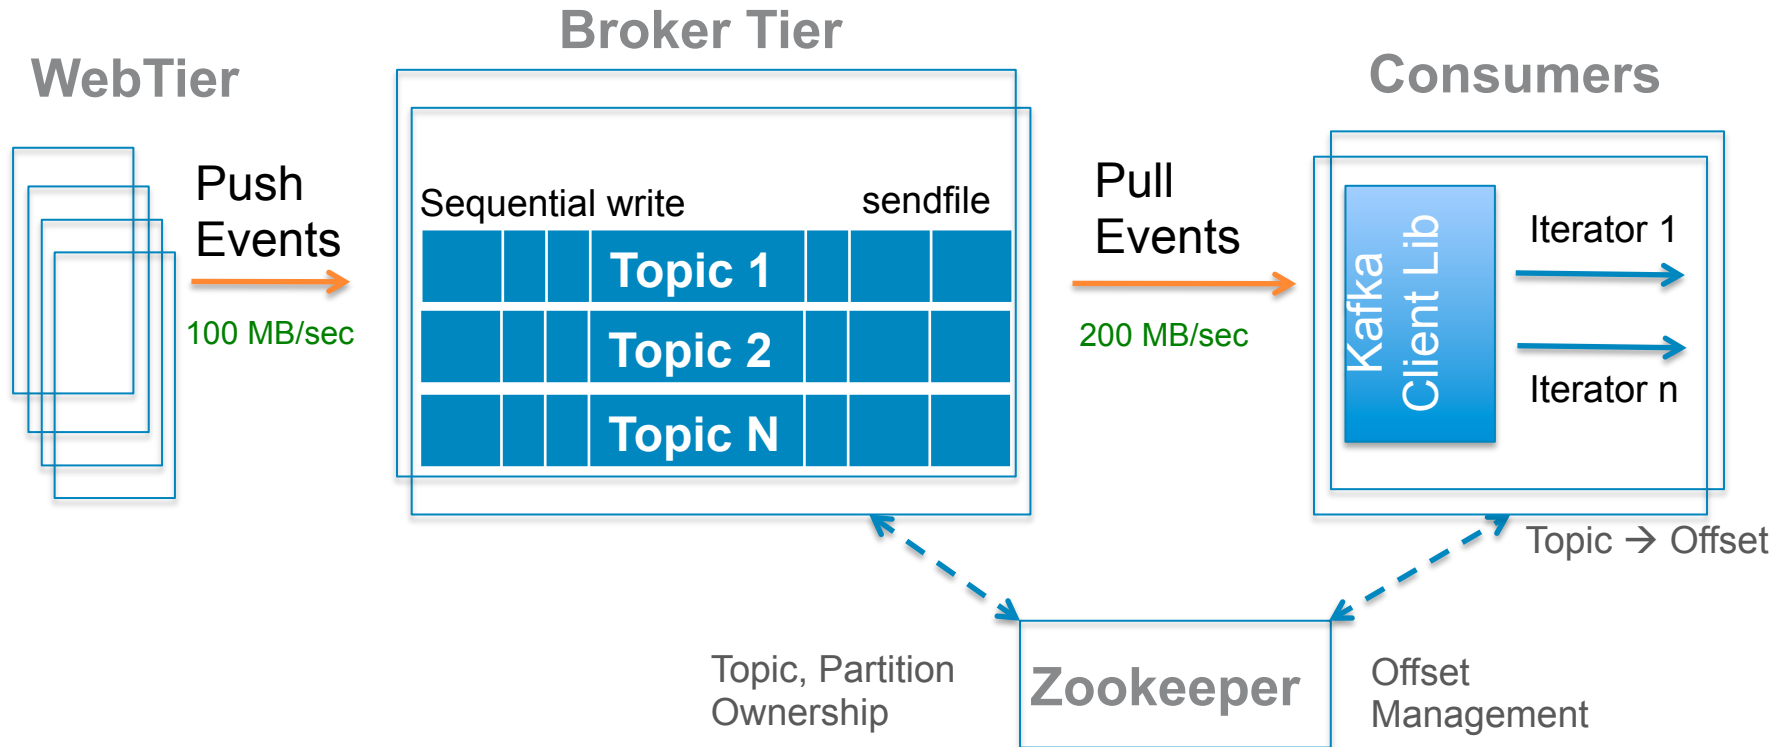 Broker Tier
WebTier
Consumers
Push
Events
100 MB/sec
Sequential write
sendfile
Topic 1
Topic 2
Topic N
Pull
Events
200 MB/sec
Kafka
Client Lib
Iterator 1
Iterator n
Topic → Offset
Topic, Partition
Ownership
Zookeeper
Offset
Management